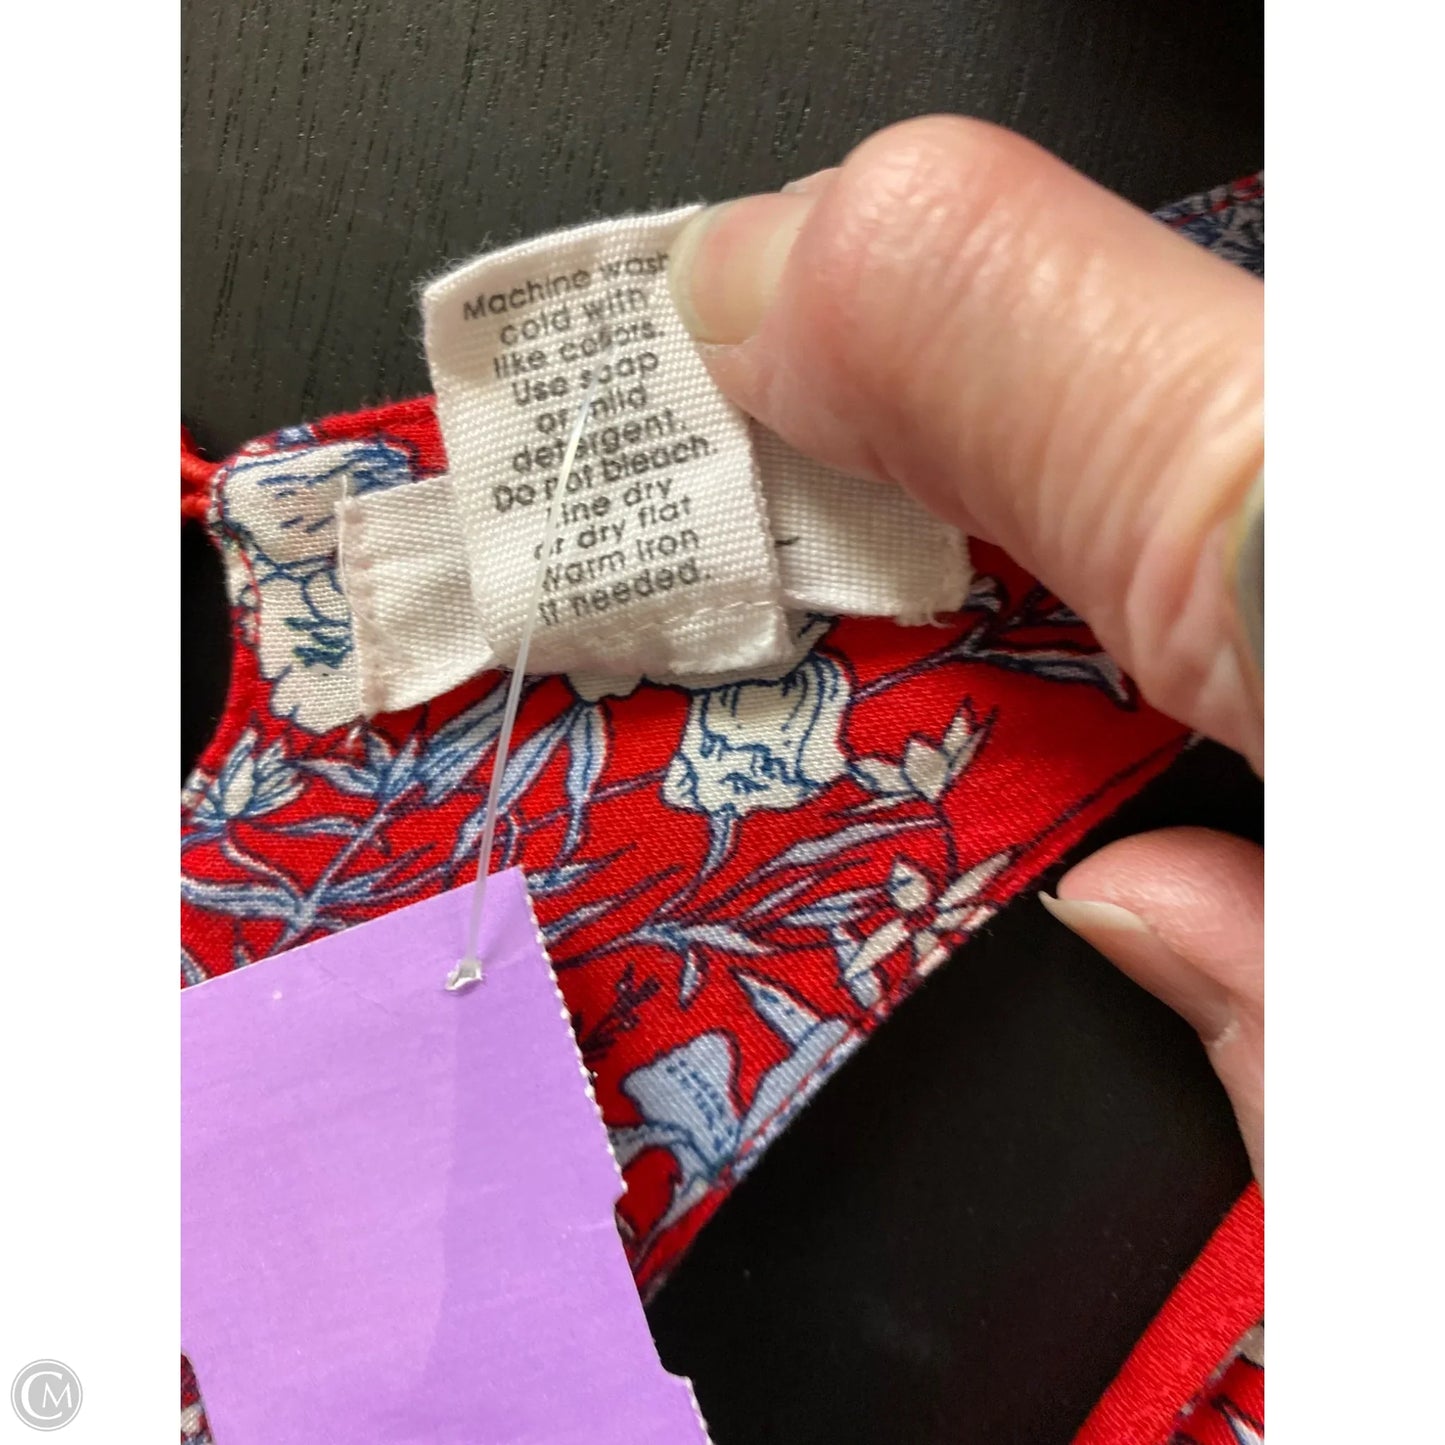 Machine wash
cold with
like colors.
Use soap
or mild
detergent.
Do not bleach.
Line dry
or dry flat
Warm iron
if needed.
CM